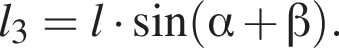 l₃ = l · sin(α + β).